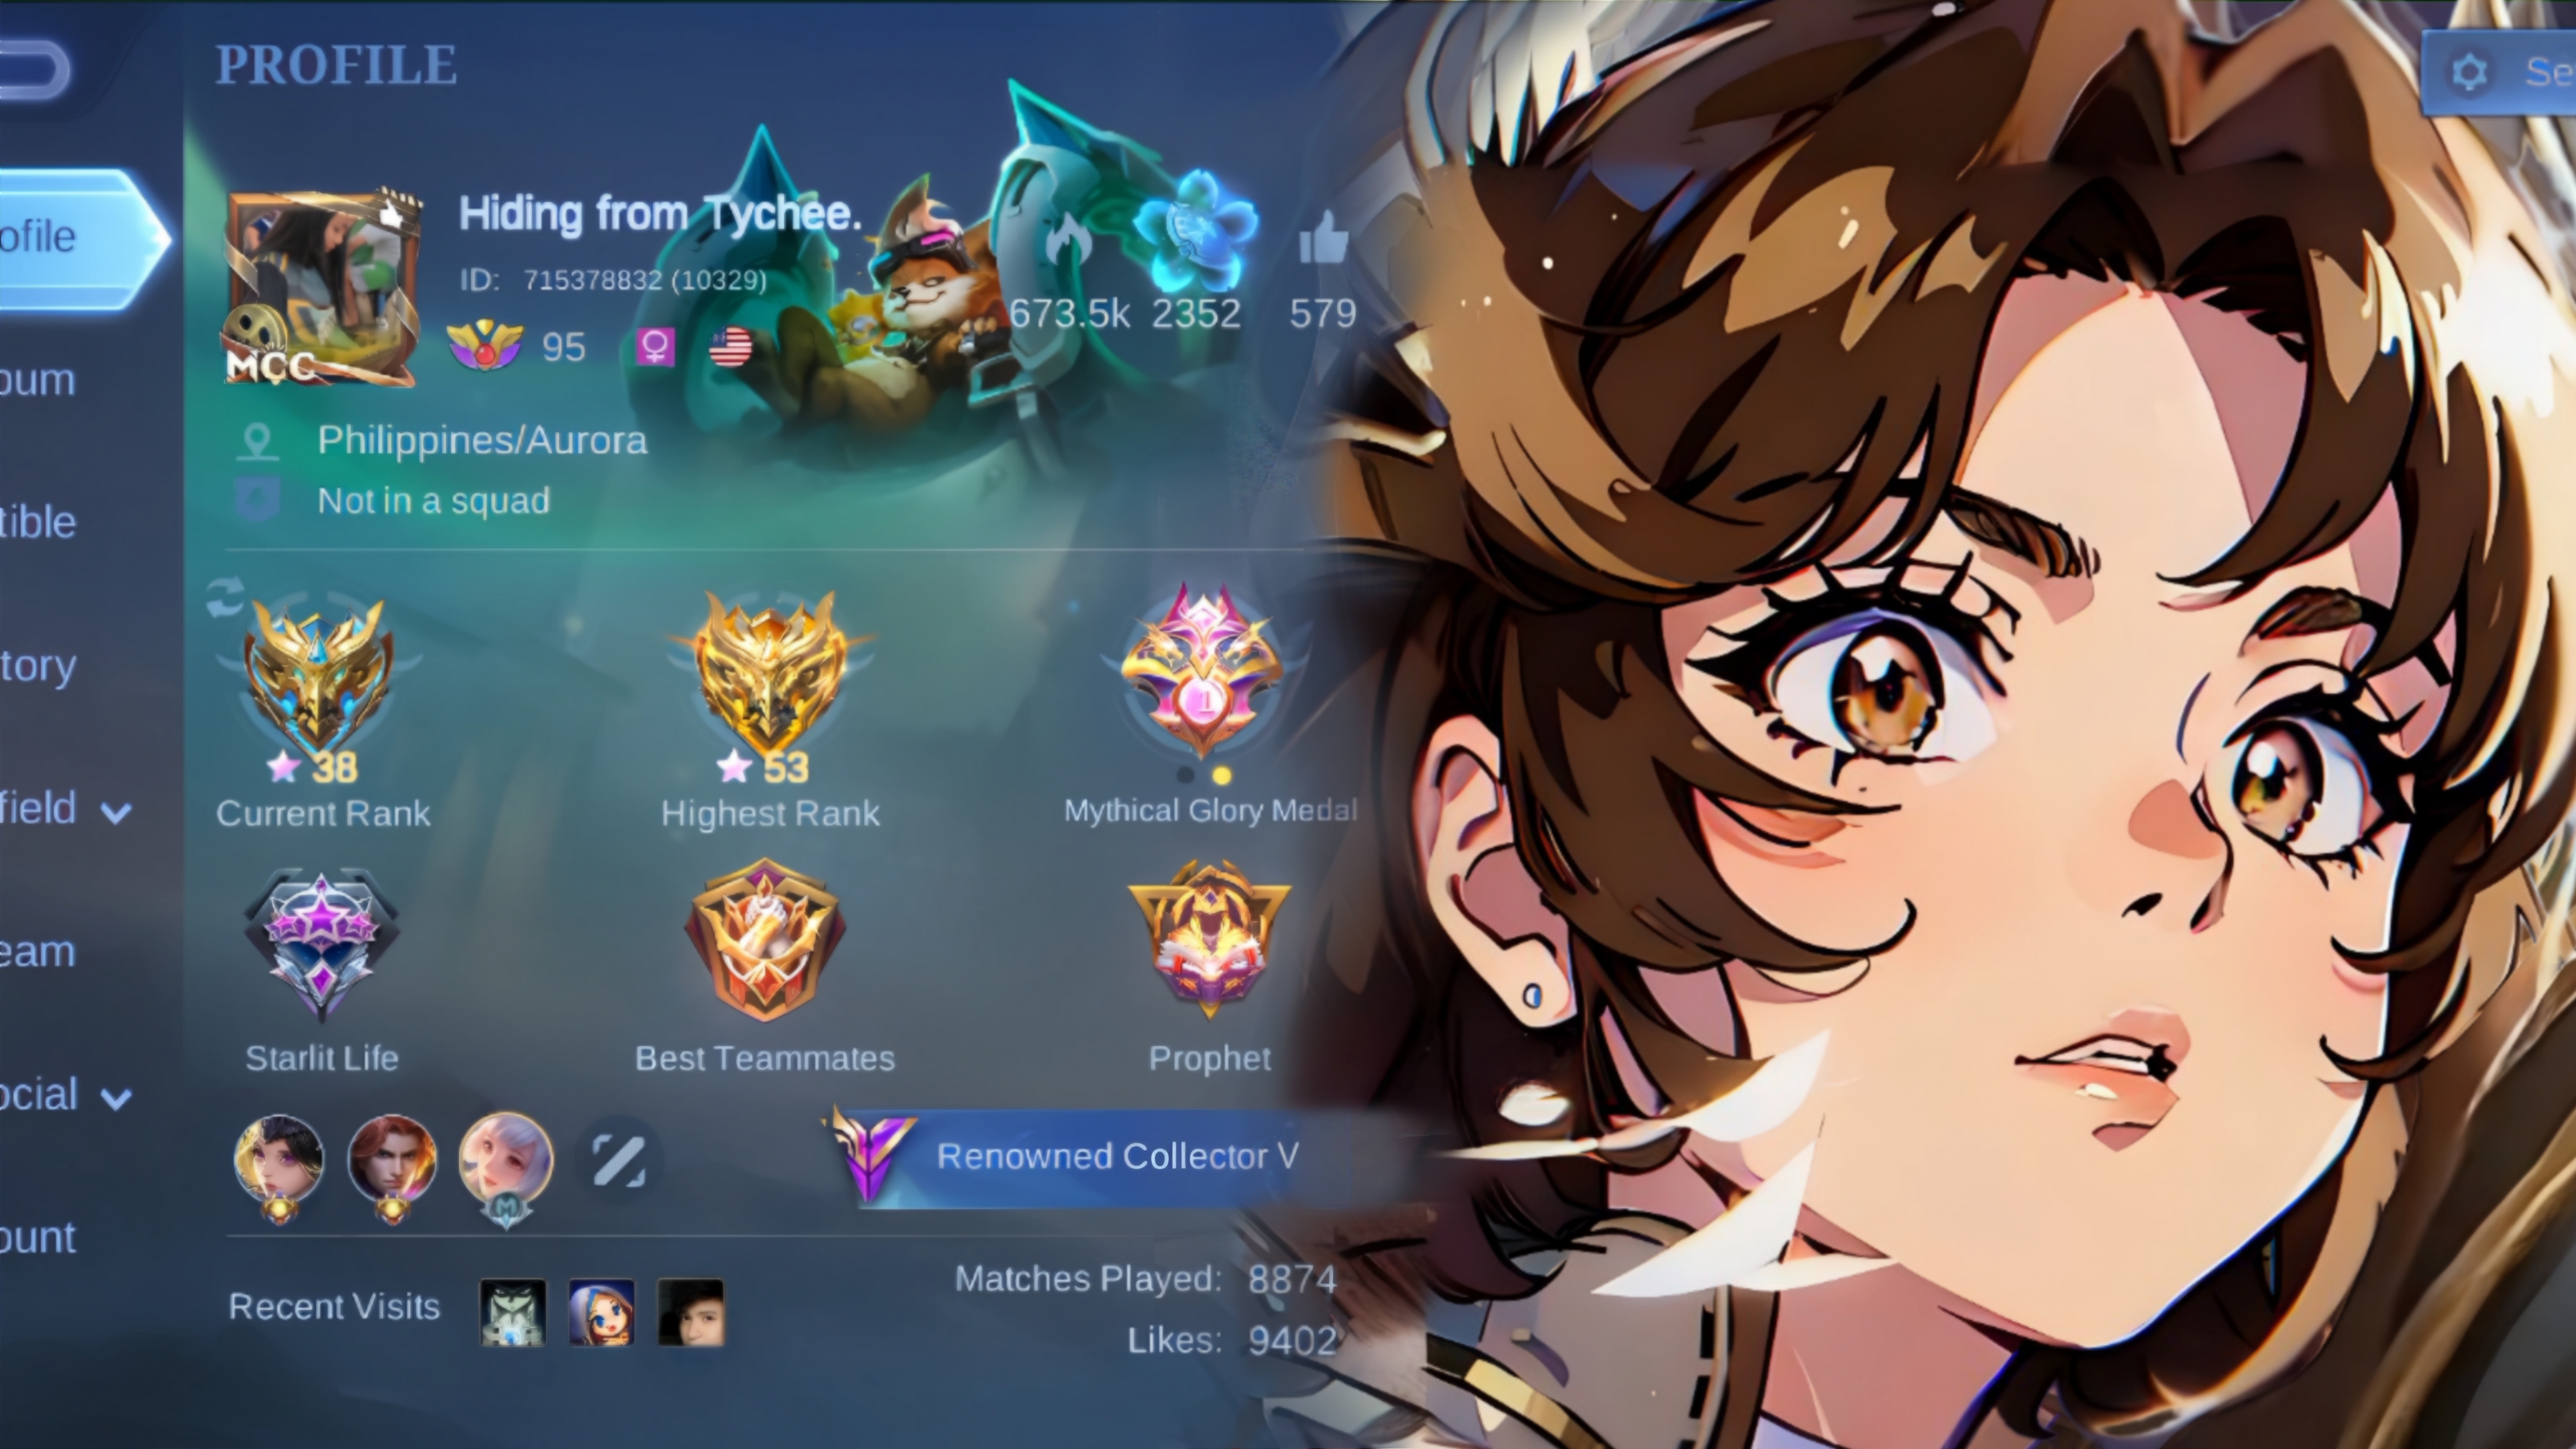 PROFILE
Se
ofile
Hiding from Tychee.
ID: 715378832 (10329)
95
673.5k 2352 579
MCC
Philippines/Aurora
Not in a squad
bum
tible
tory
field
eam
ocial
ount
38
53
1
Current Rank
Highest Rank
Mythical Glory Medal
Starlit Life
Best Teammates
Prophet
M
Renowned Collector V
Recent Visits
Matches Played: 8874
Likes: 9402